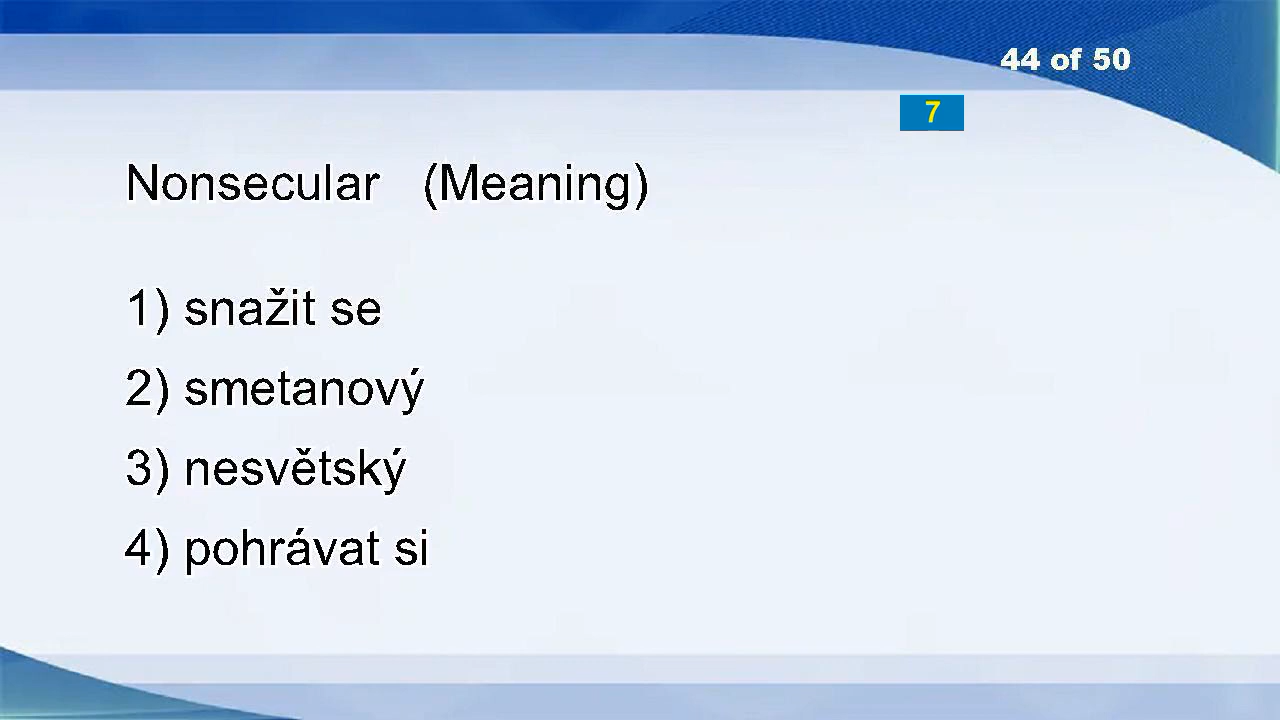 44 of 50
7
Nonsecular (Meaning)
1) snažit se
2) smetanový
3) nesvětský
4) pohrávat si